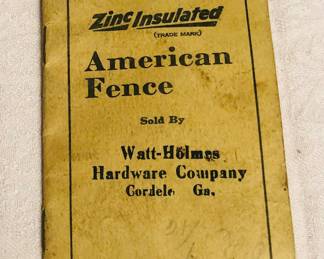 Zinc Insulated
(TRADE MARK)
American
Fence
Sold By
Watt-Holmes
Hardware Company
Cordele Ga.